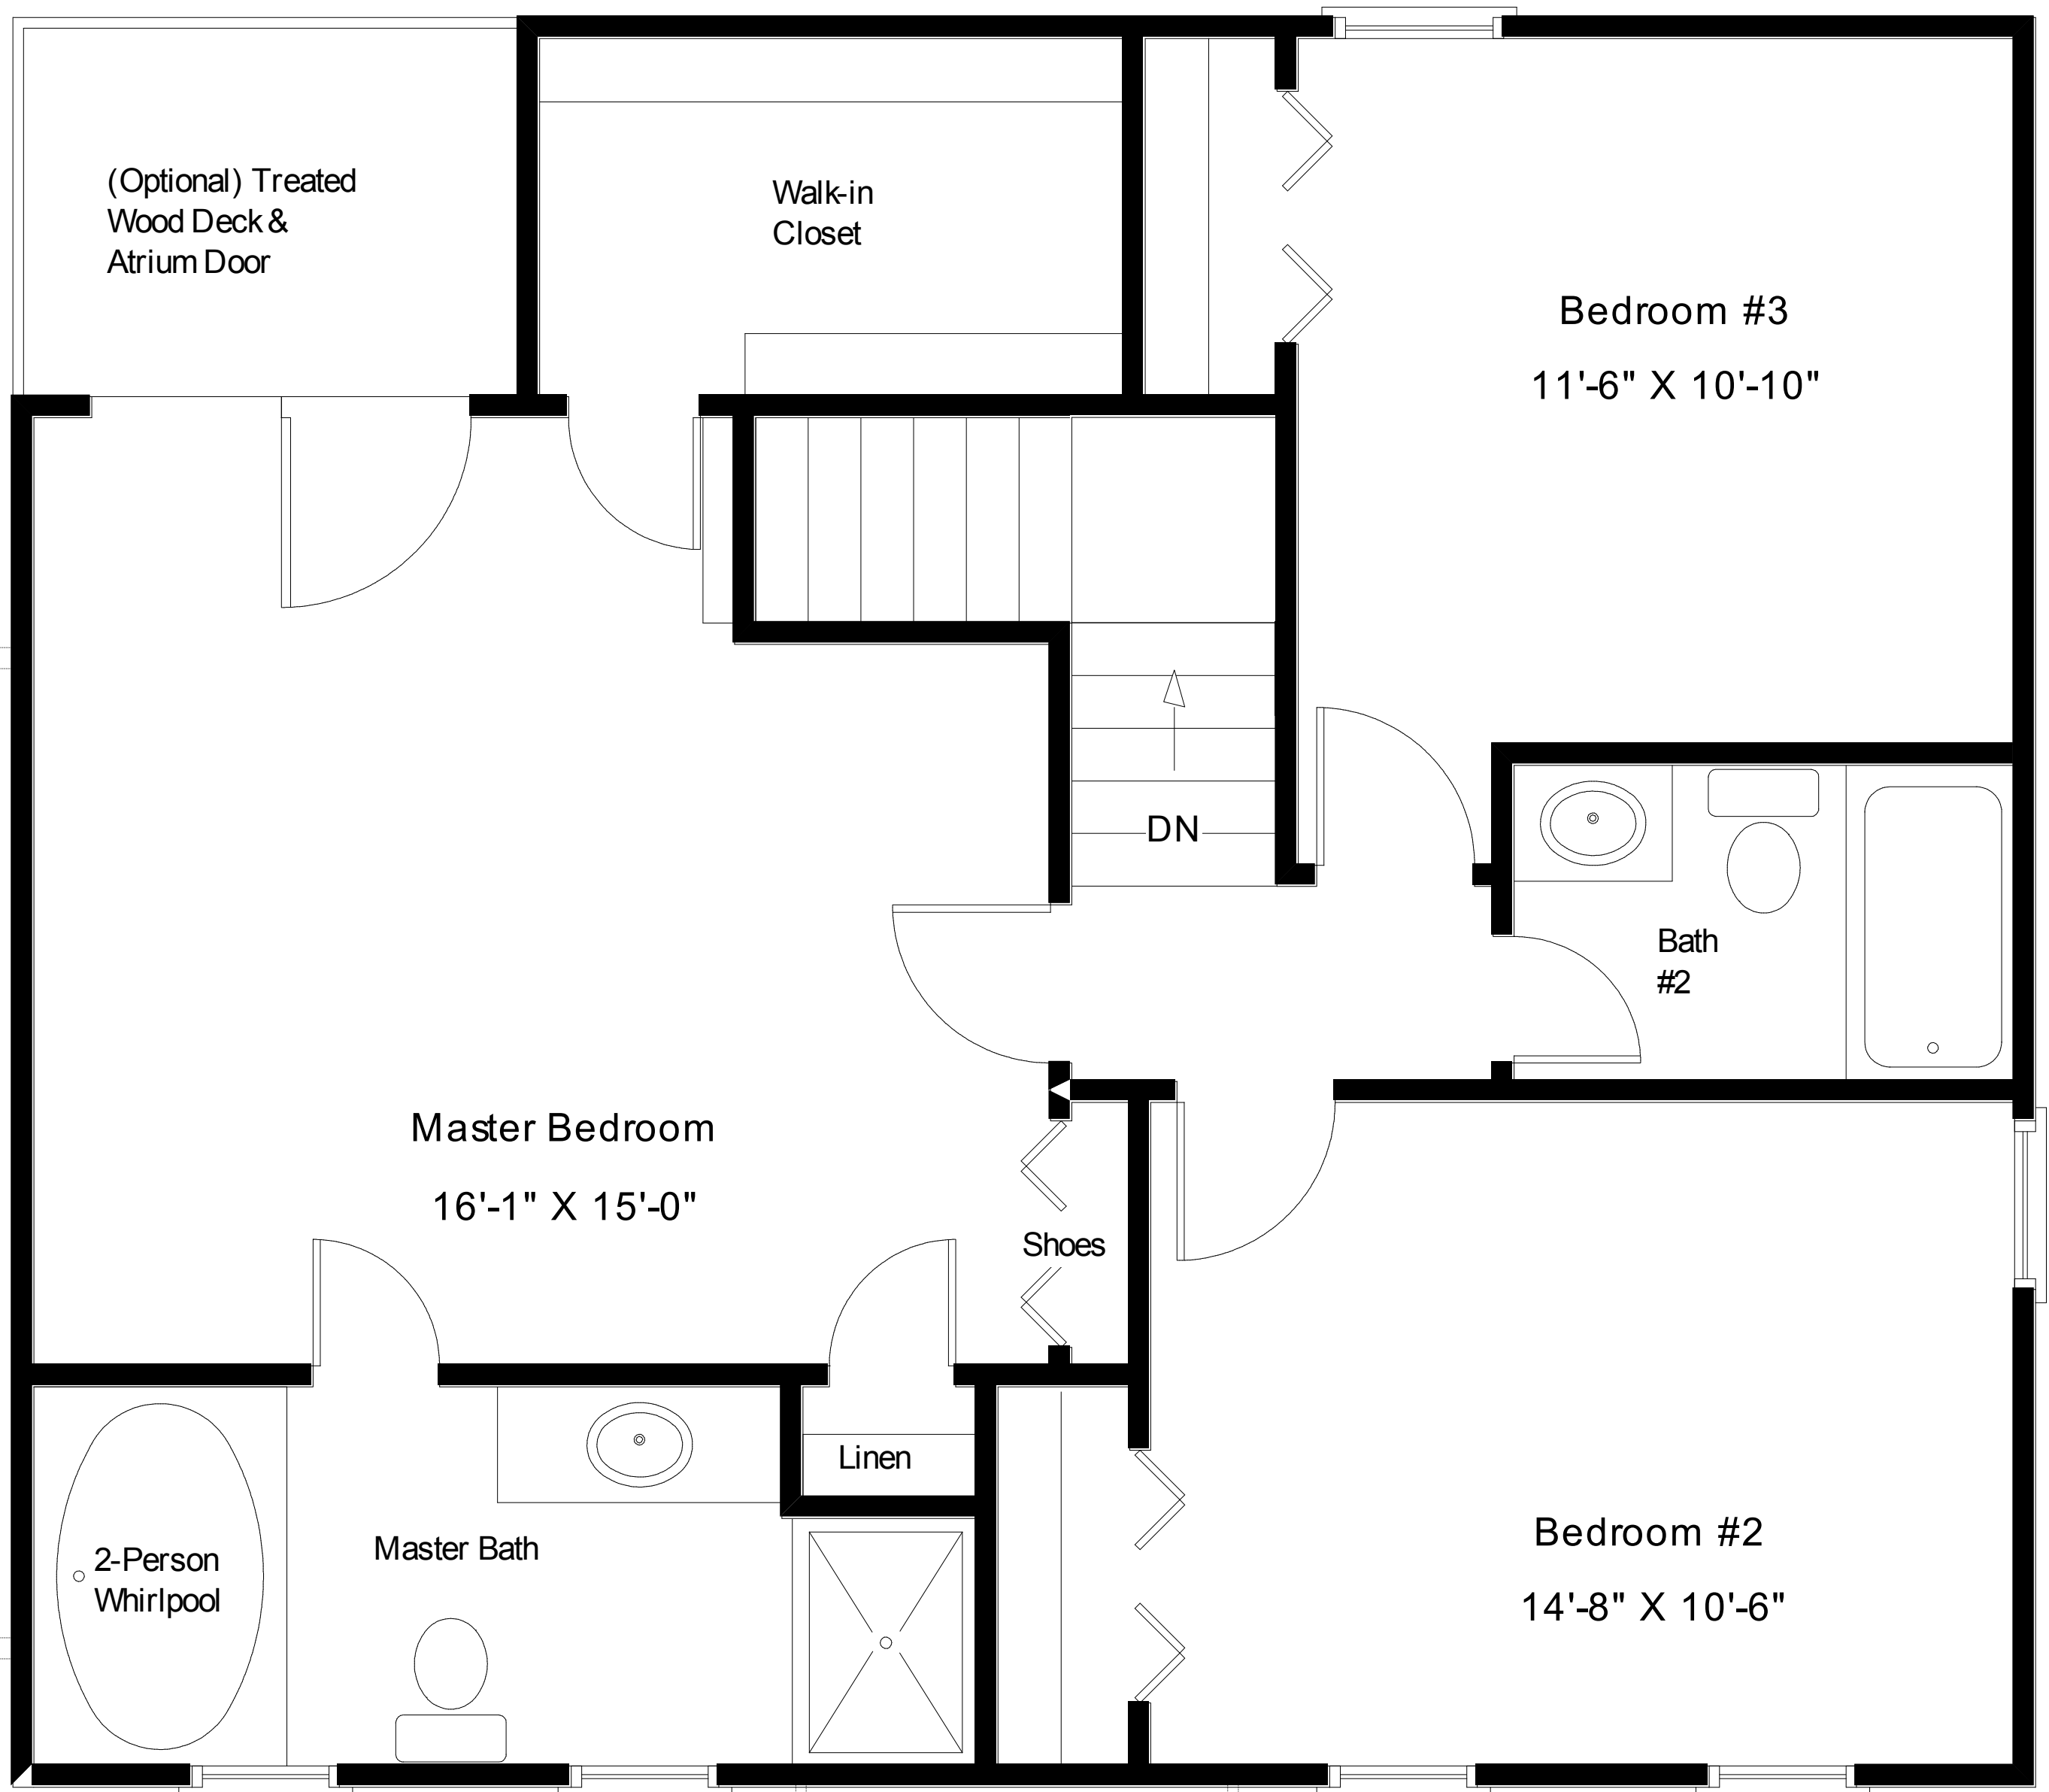 (Optional) Treated
Wood Deck &
Atrium Door
Walk-in
Closet
Bedroom #3
11'-6" X 10'-10"
DN
Bath
#2
Master Bedroom
16'-1" X 15'-0"
Shoes
Linen
Master Bath
2-Person
Whirlpool
Bedroom #2
14'-8" X 10'-6"